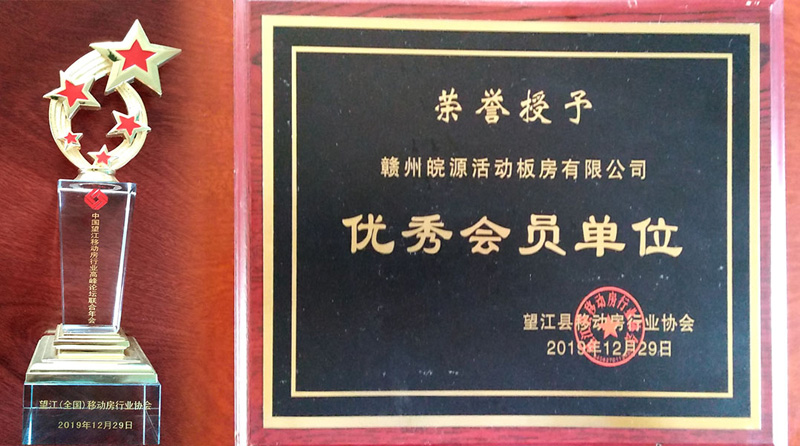 中国望江移动房行业高峰论坛联合年会
望江(全国)移动房行业协会
2019年12月29日
荣誉授予
赣州皖源活动板房有限公司
优秀会员单位
望江县移动房行业协会
2019年12月29日